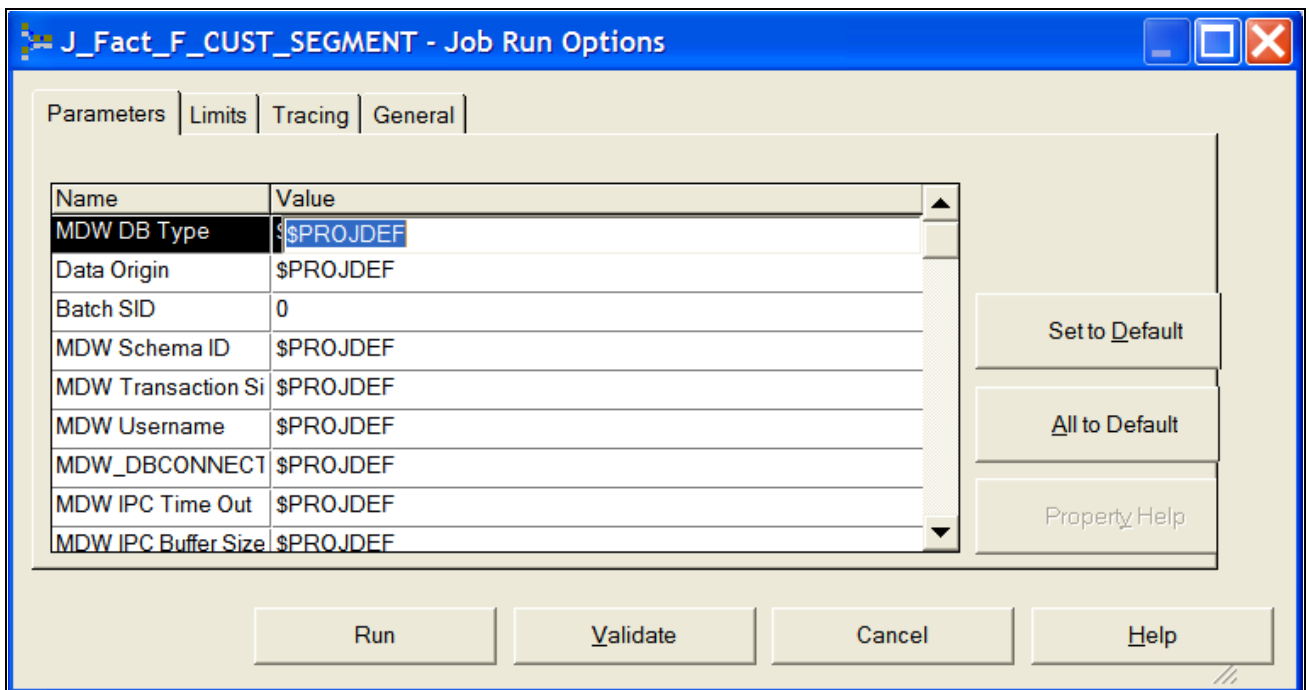 J_Fact_F_CUST_SEGMENT - Job Run Options
Parameters Limits Tracing General
Name Value
MDW DB Type $PROJDEF
Data Origin $PROJDEF
Batch SID 0
MDW Schema ID $PROJDEF
MDW Transaction Si $PROJDEF
MDW Username $PROJDEF
MDW_DBCONNECT $PROJDEF
MDW IPC Time Out $PROJDEF
MDW IPC Buffer Size $PROJDEF
Set to Default
All to Default
Property Help
Run Validate Cancel Help